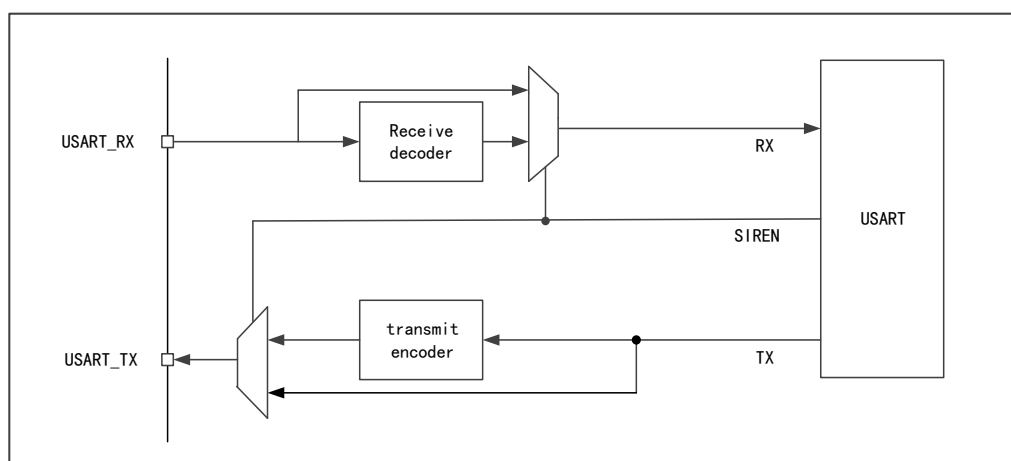 Receive
decoder
USART_RX
RX
USART
SIREN
transmit
encoder
USART_TX
TX